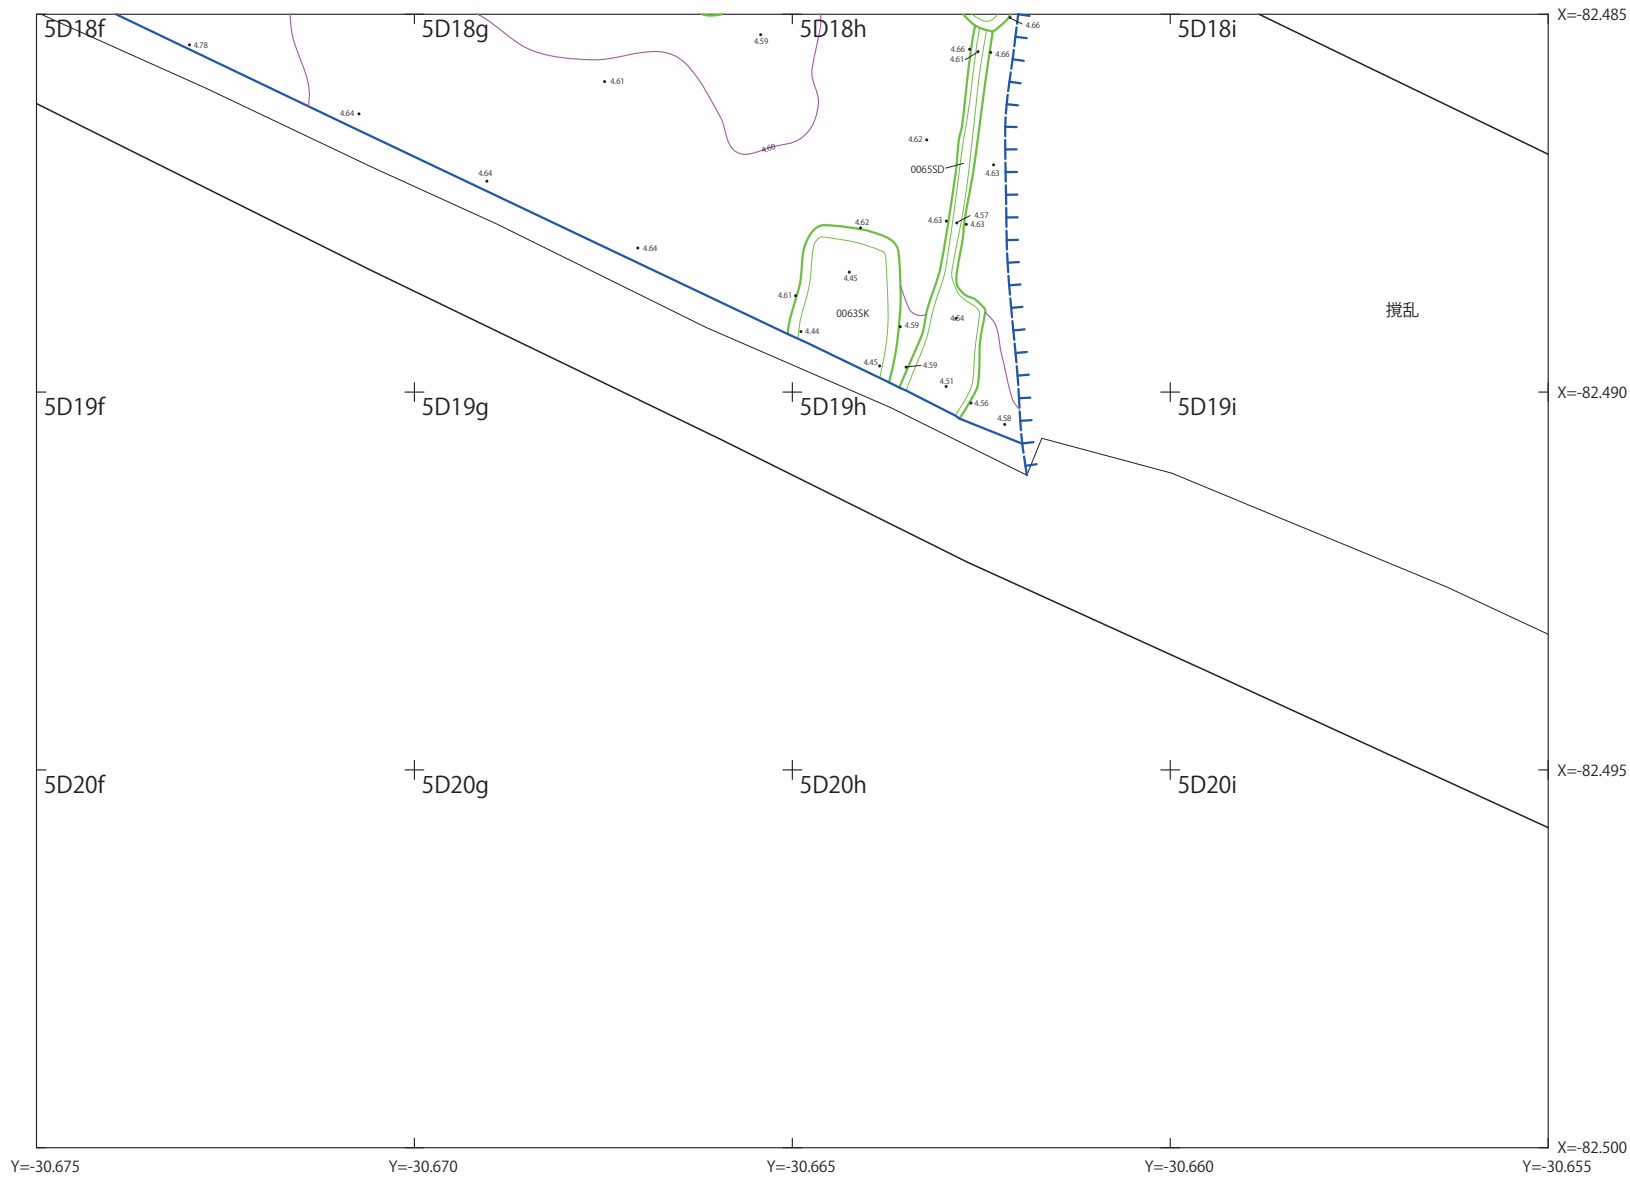 5D18f
5D18g
5D18h
5D18i
X=-82.485
4.78
4.59
4.66
4.66
4.61
4.66
4.61
4.64
4.62
4.60
0065SD
4.63
4.64
4.62
4.63
4.57
4.63
4.64
4.45
4.61
0063SK
4.59
4.54
撹乱
4.44
4.45
4.59
4.51
4.56
4.58
5D19f
5D19g
5D19h
5D19i
X=-82.490
5D20f
5D20g
5D20h
5D20i
X=-82.495
X=-82.500
Y=-30.675
Y=-30.670
Y=-30.665
Y=-30.660
Y=-30.655